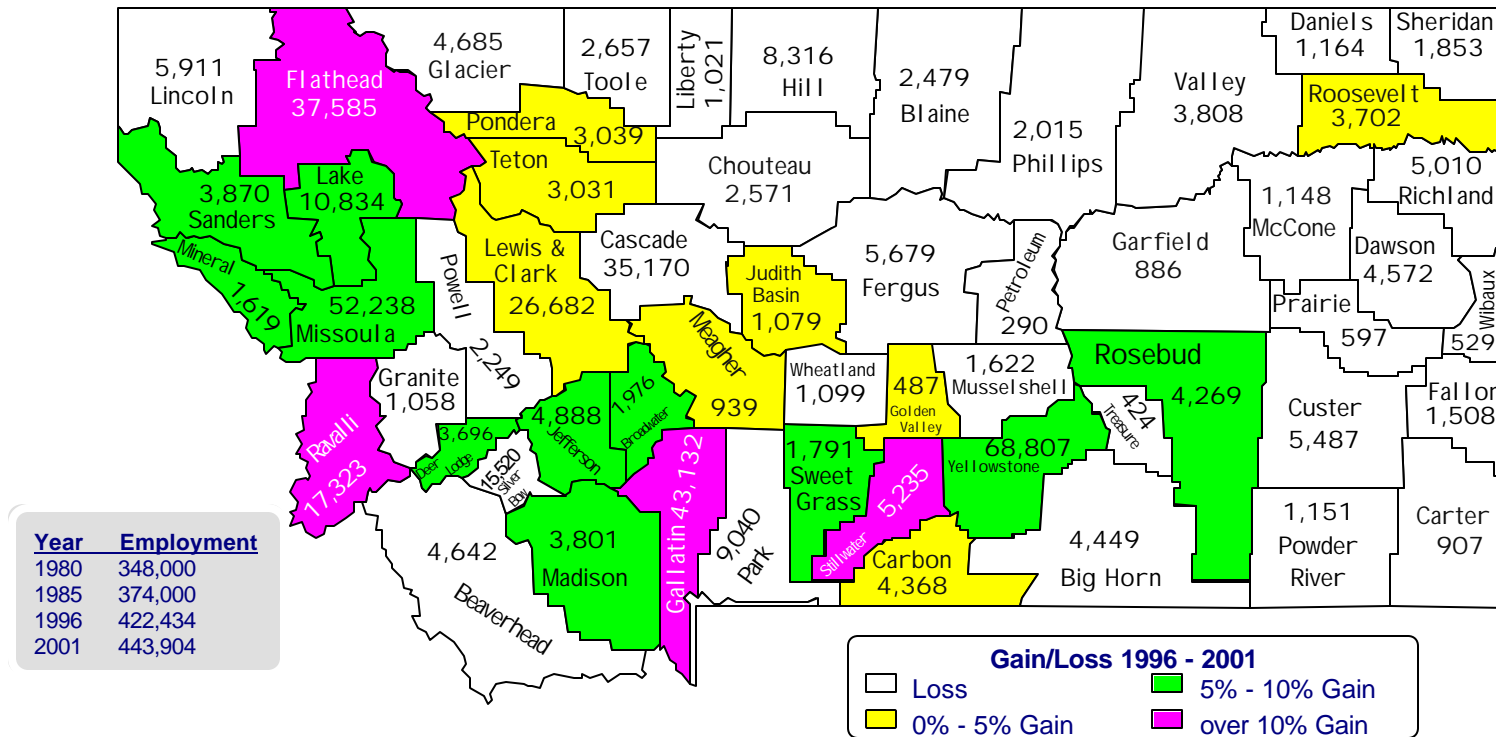 5,911
Lincoln
Flathead
37,585
4,685
Glacier
2,657
Toole
Liberty
1,021
8,316
Hill
2,479
Blaine
2,015
Phillips
Valley
3,808
Daniels
1,164
Sheridan
1,853
Roosevelt
3,702
Pondera
3,039
Teton
3,031
Chouteau
2,571
3,870
Sanders
Lake
10,834
Mineral
1,619
52,238
Missoula
Powell
2,249
Lewis &
Clark
26,682
Cascade
35,170
Judith
Basin
1,079
5,679
Fergus
Petroleum
290
Garfield
886
1,148
McCone
5,010
Richland
Dawson
4,572
Prairie
597
Wibaux
529
Granite
1,058
Meagher
939
Wheatland
1,099
487
Golden
Valley
1,622
Musselshell
Rosebud
4,269
424
Treasure
Custer
5,487
Fallon
1,508
Ravalli
17,323
3,696
Deer
Lodge
15,520
Silver
Bow
4,888
Jefferson
1,976
Broadwater
Gallatin 43,132
9,040
Park
1,791
Sweet
Grass
5,235
Stillwater
68,807
Yellowstone
Carbon
4,368
4,449
Big Horn
1,151
Powder
River
Carter
907
4,642
Beaverhead
3,801
Madison
Year Employment
1980 348,000
1985 374,000
1996 422,434
2001 443,904
Gain/Loss 1996 - 2001
Loss
5% - 10% Gain
0% - 5% Gain
over 10% Gain